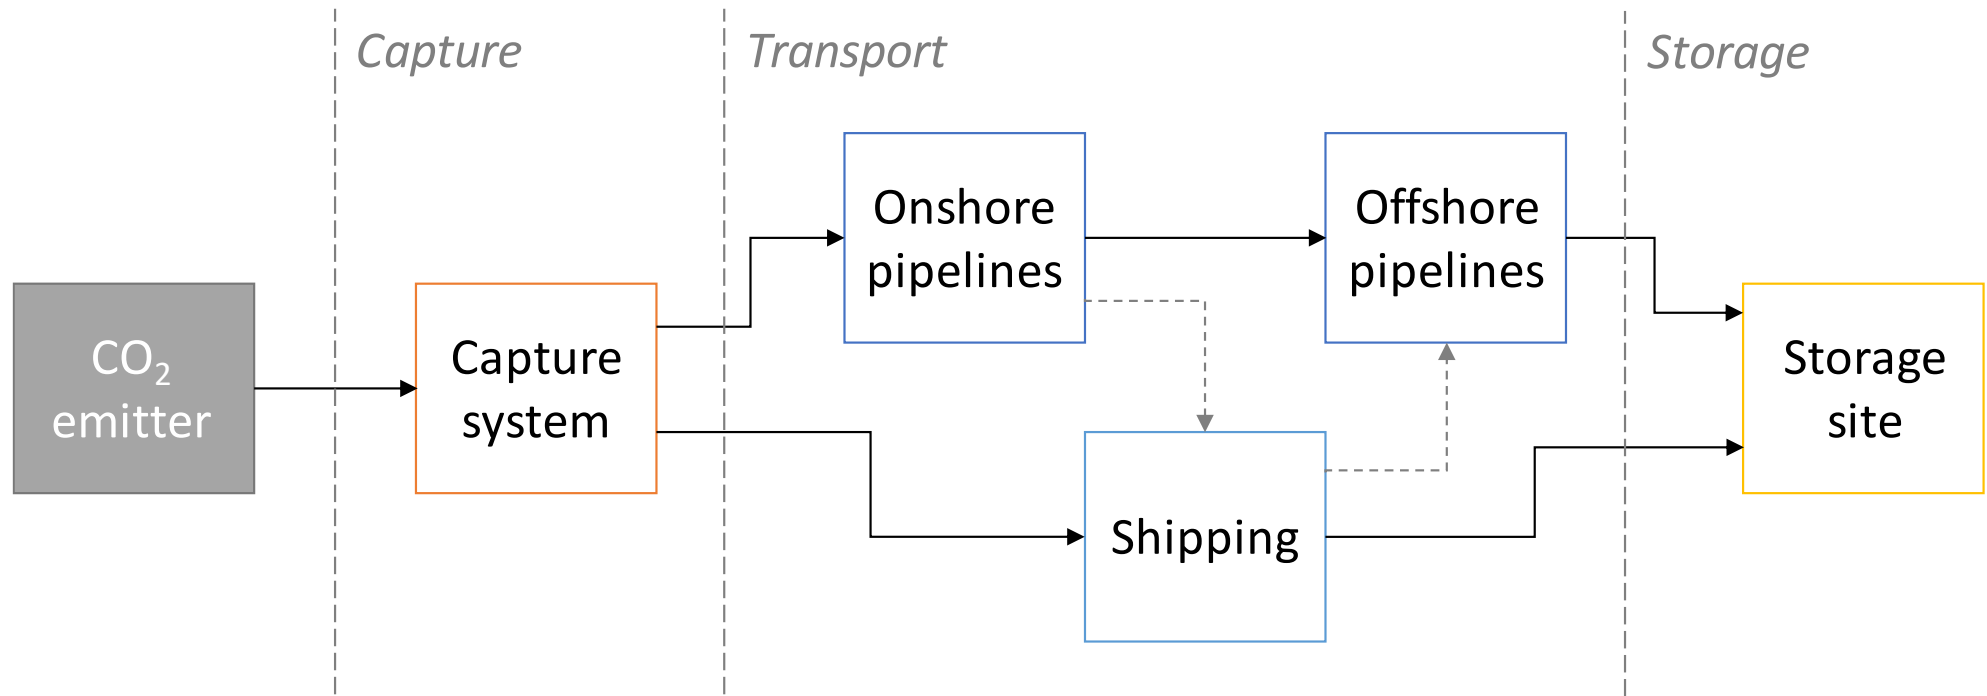 Capture
Transport
Storage
CO₂
emitter
Capture
system
Onshore
pipelines
Offshore
pipelines
Shipping
Storage
site